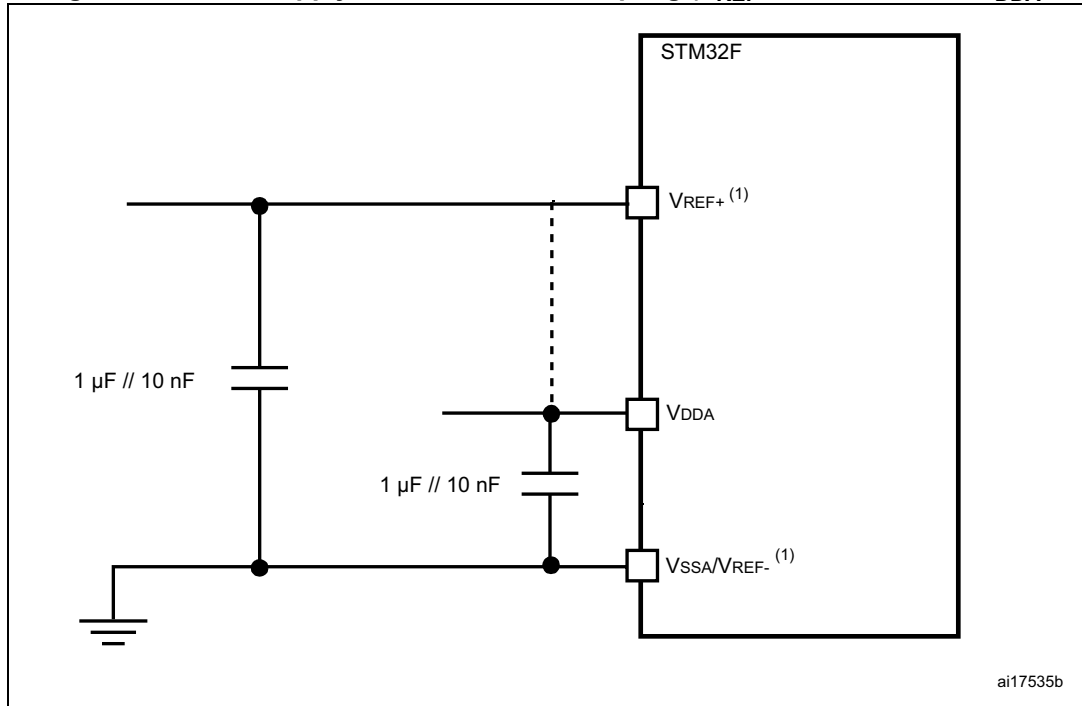 STM32F
VREF+ (1)
1 µF // 10 nF
VDDA
1 µF // 10 nF
VSSA/VREF- (1)
ai17535b